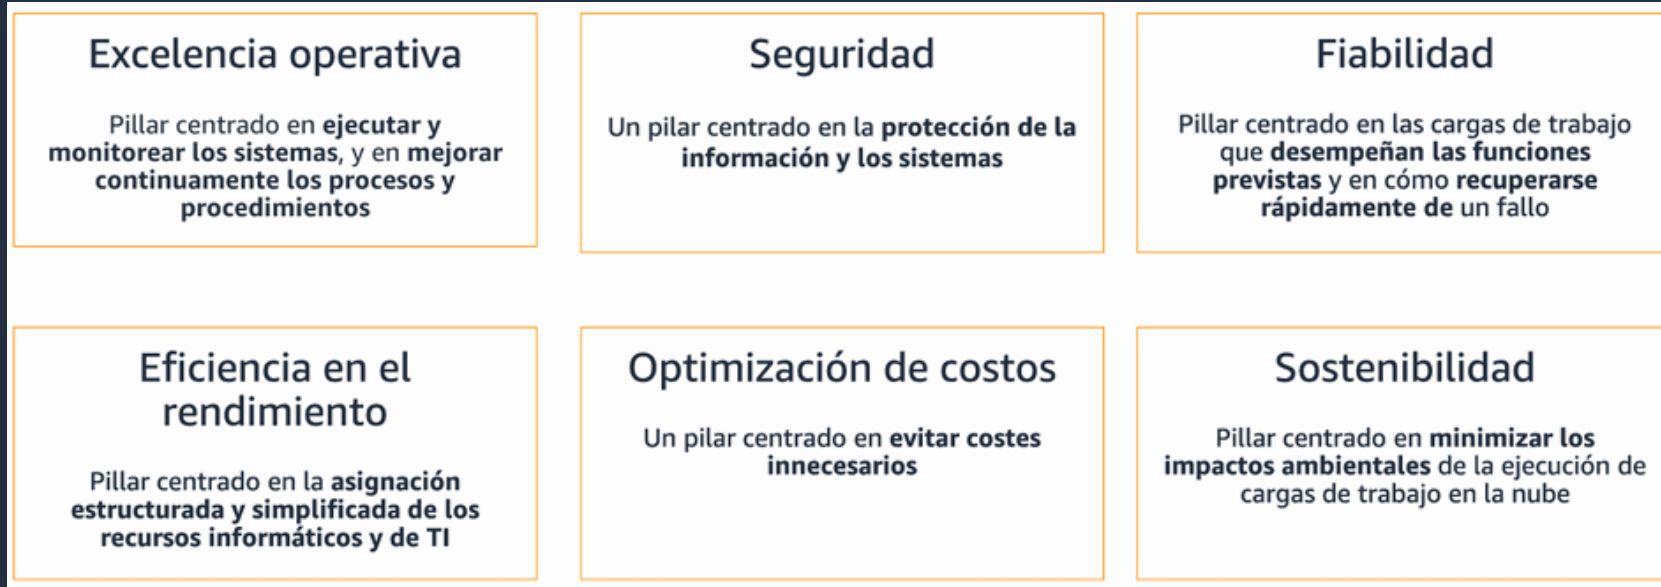 Excelencia operativa
Pillar centrado en ejecutar y
monitorear los sistemas, y en mejorar
continuamente los procesos y
procedimientos
Seguridad
Un pilar centrado en la protección de la
información y los sistemas
Fiabilidad
Pillar centrado en las cargas de trabajo
que desempeñan las funciones
previstas y en cómo recuperarse
rápidamente de un fallo
Eficiencia en el
rendimiento
Pillar centrado en la asignación
estructurada y simplificada de los
recursos informáticos y de TI
Optimización de costos
Un pilar centrado en evitar costes
innecesarios
Sostenibilidad
Pillar centrado en minimizar los
impactos ambientales de la ejecución de
cargas de trabajo en la nube